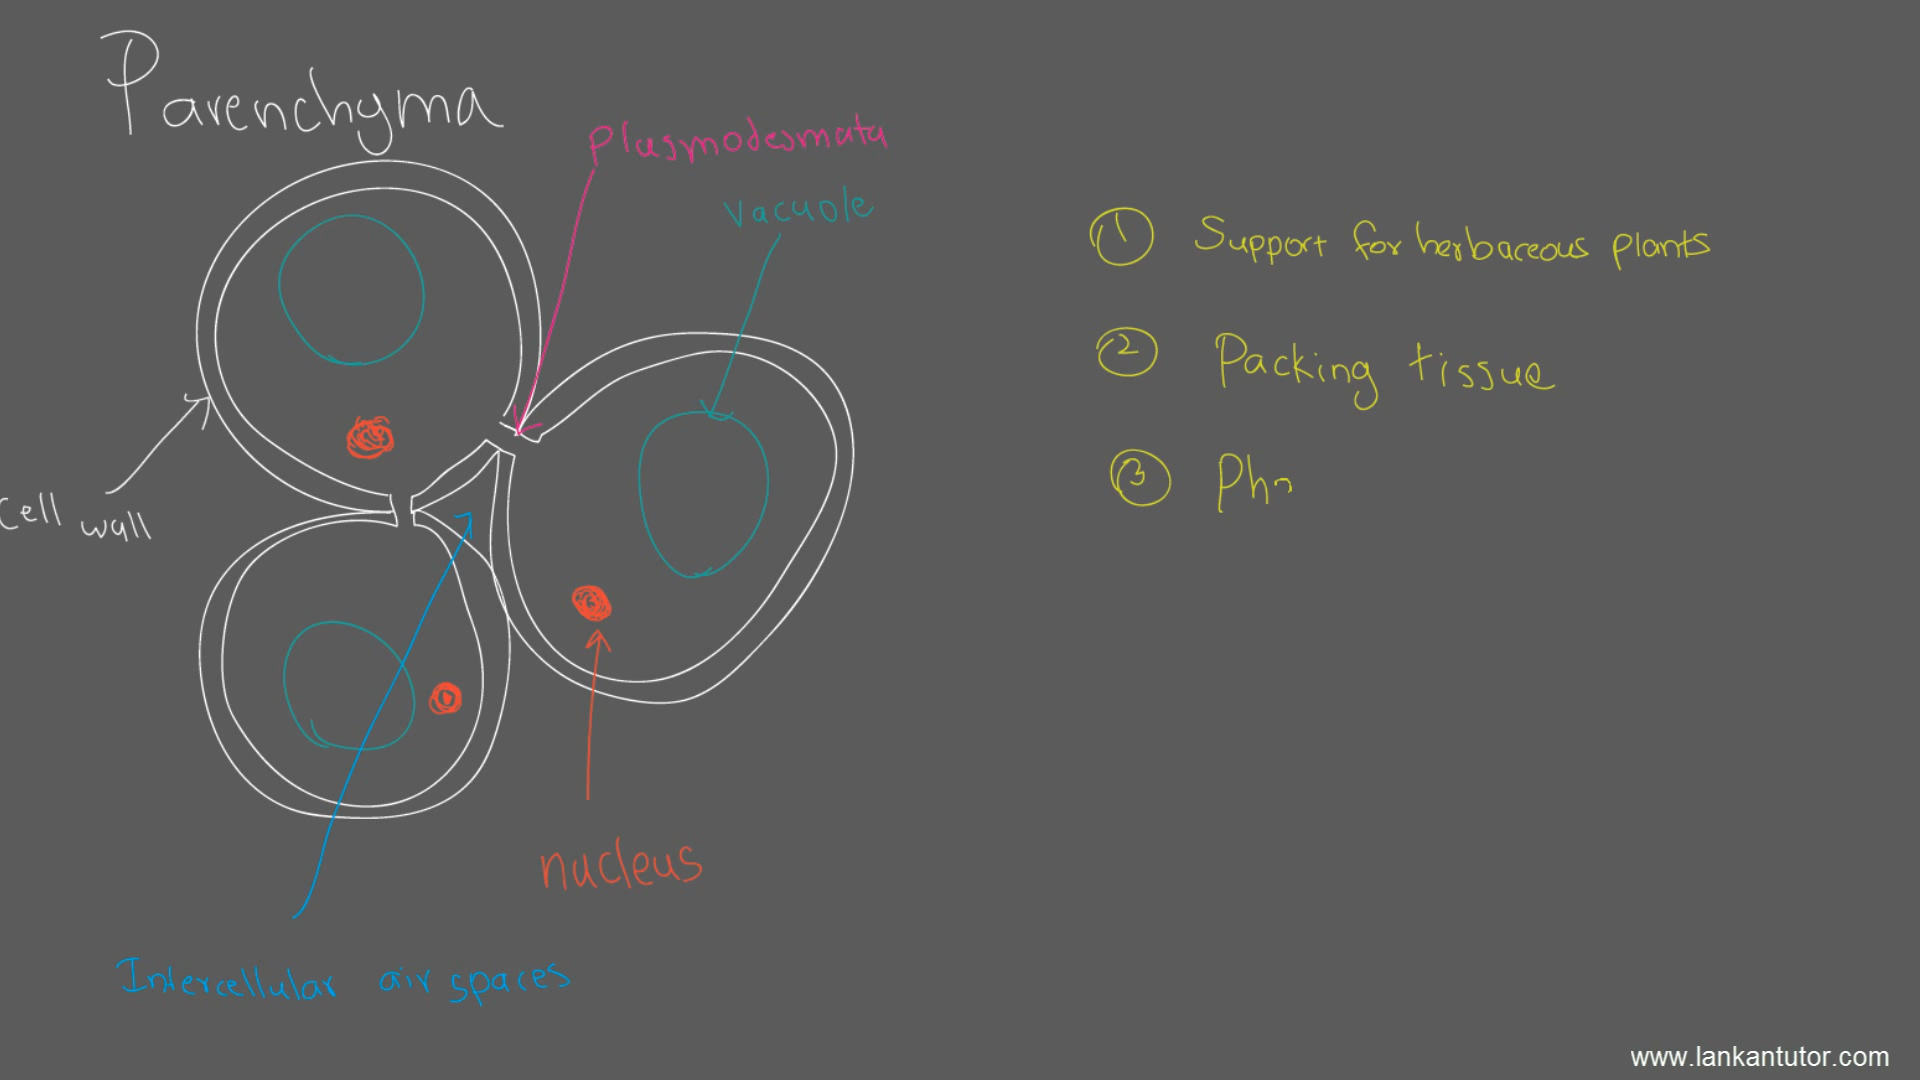 Parenchyma
Plasmodesmata
Vacuole
① Support for herbaceous plants
② Packing tissue
③ Pho
Cell wall
nucleus
Intercellular air spaces
www.lankantutor.com